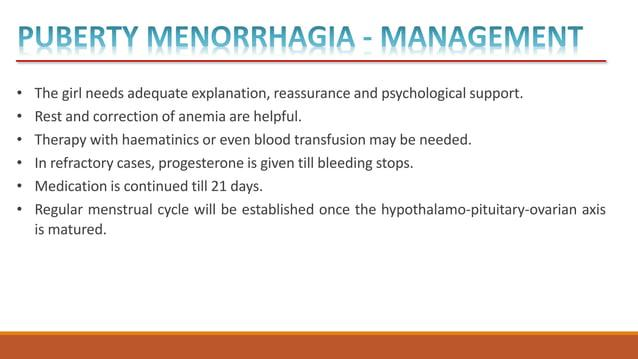 PUBERTY MENORRHAGIA - MANAGEMENT
• The girl needs adequate explanation, reassurance and psychological support.
• Rest and correction of anemia are helpful.
• Therapy with haematinics or even blood transfusion may be needed.
• In refractory cases, progesterone is given till bleeding stops.
• Medication is continued till 21 days.
• Regular menstrual cycle will be established once the hypothalamo-pituitary-ovarian axis
is matured.